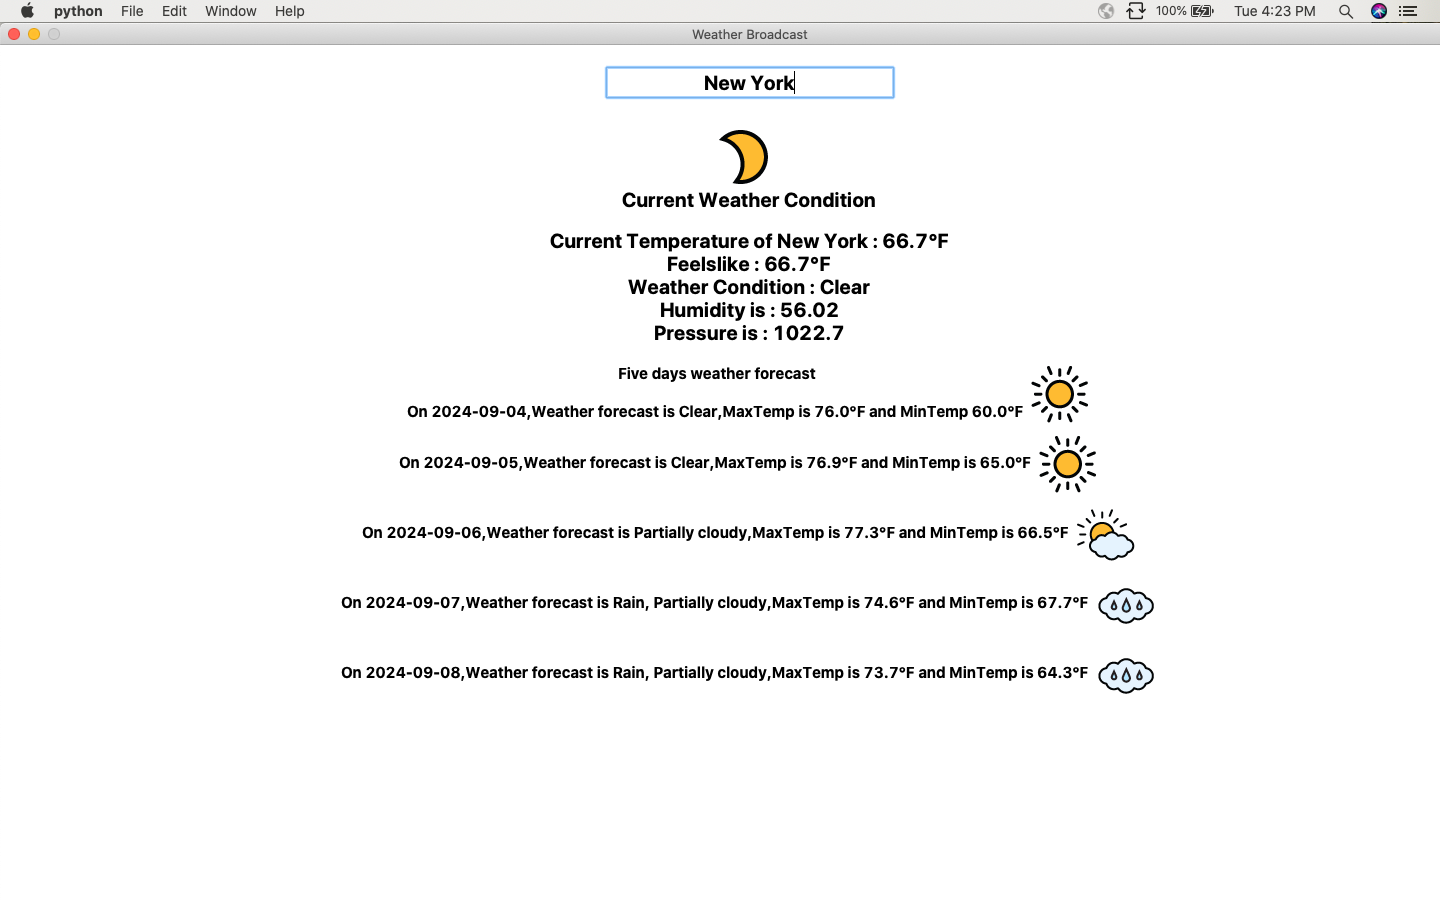 python File Edit Window Help 100% Tue 4:23 PM
Weather Broadcast
New York
Current Weather Condition
Current Temperature of New York : 66.7°F
Feelslike : 66.7°F
Weather Condition : Clear
Humidity is : 56.02
Pressure is : 1022.7
Five days weather forecast
On 2024-09-04,Weather forecast is Clear,MaxTemp is 76.0°F and MinTemp 60.0°F
On 2024-09-05,Weather forecast is Clear,MaxTemp is 76.9°F and MinTemp is 65.0°F
On 2024-09-06,Weather forecast is Partially cloudy,MaxTemp is 77.3°F and MinTemp is 66.5°F
On 2024-09-07,Weather forecast is Rain, Partially cloudy,MaxTemp is 74.6°F and MinTemp is 67.7°F
On 2024-09-08,Weather forecast is Rain, Partially cloudy,MaxTemp is 73.7°F and MinTemp is 64.3°F